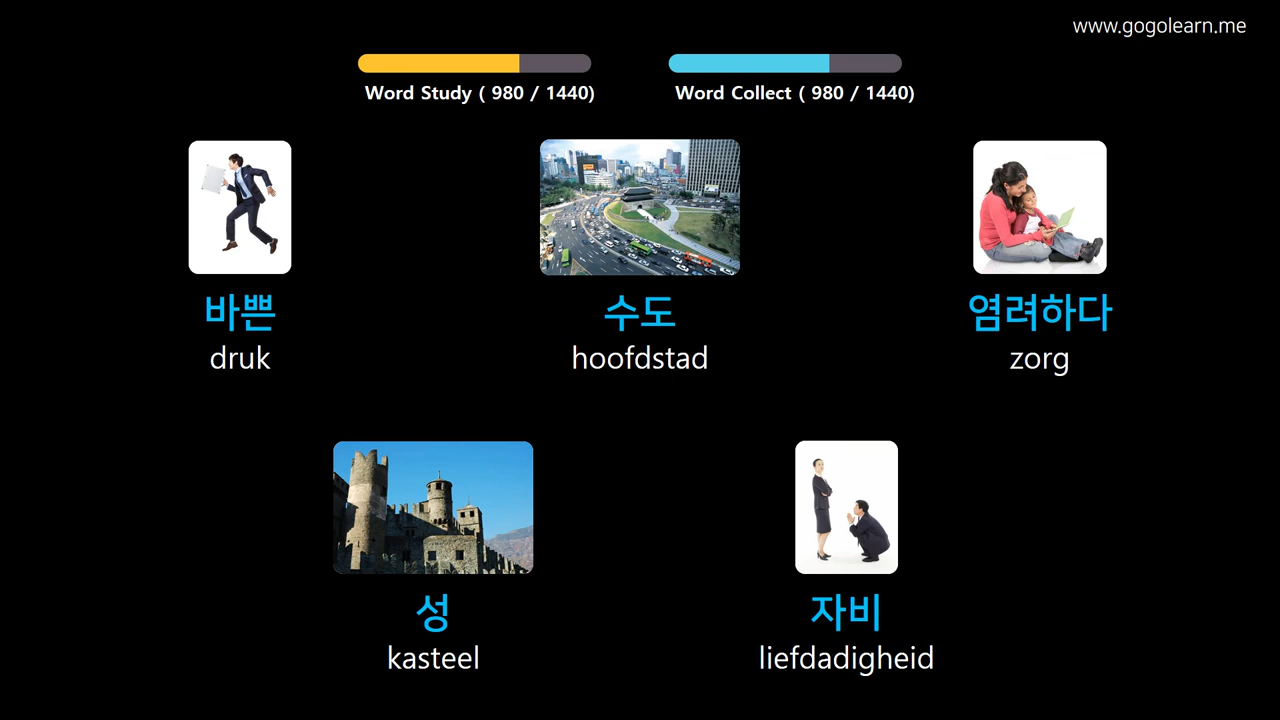 www.gogolearn.me
Word Study ( 980 / 1440)
Word Collect ( 980 / 1440)
바쁜
druk
수도
hoofdstad
염려하다
zorg
성
kasteel
자비
liefdadigheid